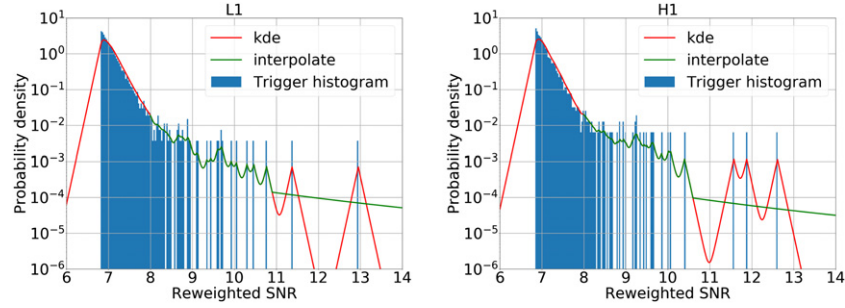 L1
kde
interpolate
Trigger histogram
Probability density
10^1
10^0
10^-1
10^-2
10^-3
10^-4
10^-5
10^-6
6 7 8 9 10 11 12 13 14
Reweighted SNR
H1
kde
interpolate
Trigger histogram
Probability density
10^1
10^0
10^-1
10^-2
10^-3
10^-4
10^-5
10^-6
6 7 8 9 10 11 12 13 14
Reweighted SNR